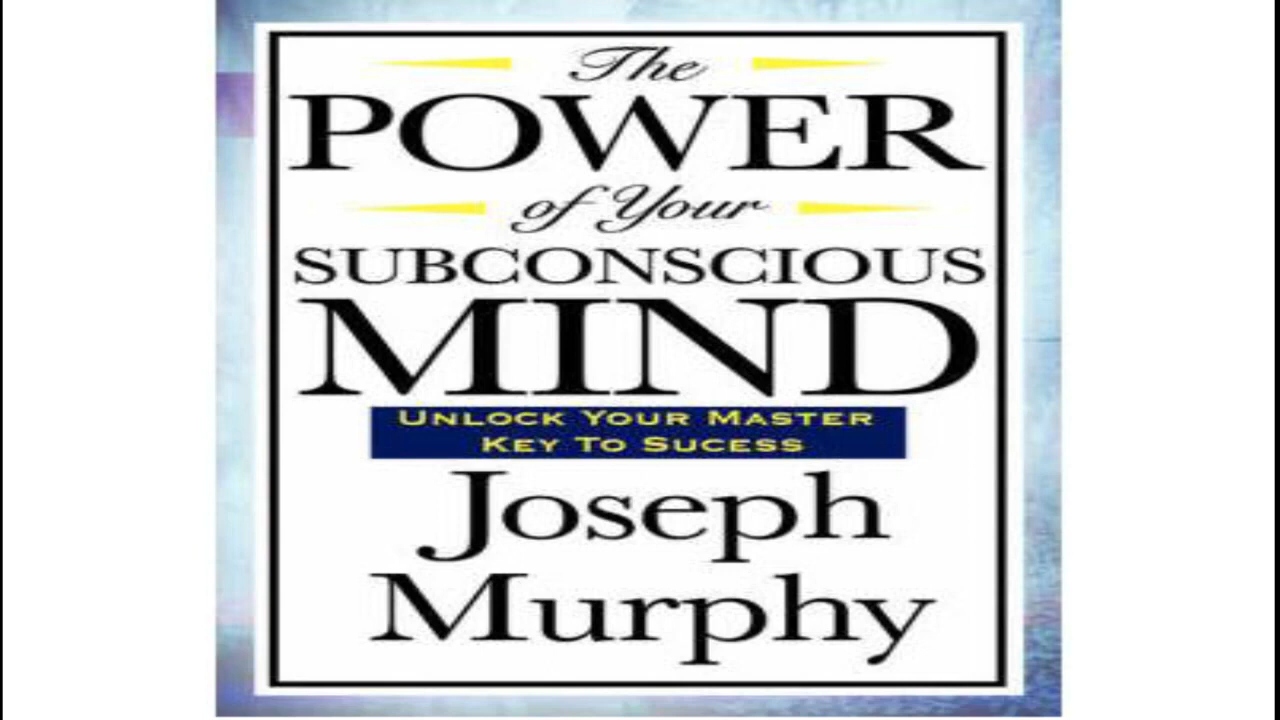 The
POWER
of Your
SUBCONSCIOUS
MIND
UNLOCK YOUR MASTER
KEY TO SUCESS
Joseph
Murphy